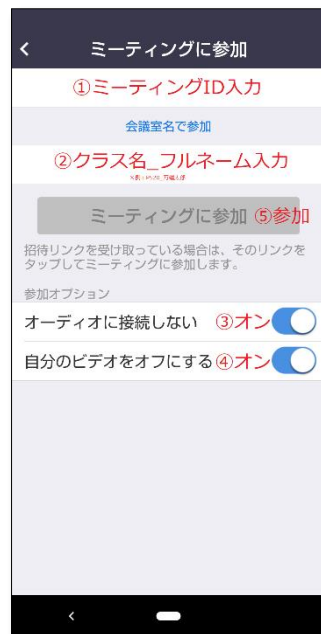 ミーティングに参加
①ミーティングID入力
会議室名で参加
②クラス名_フルネーム入力
ミーティングに参加 ⑤参加
招待リンクを受け取っている場合は、そのリンクを
タップしてミーティングに参加します。
参加オプション
オーディオに接続しない ③オン
自分のビデオをオフにする ④オン